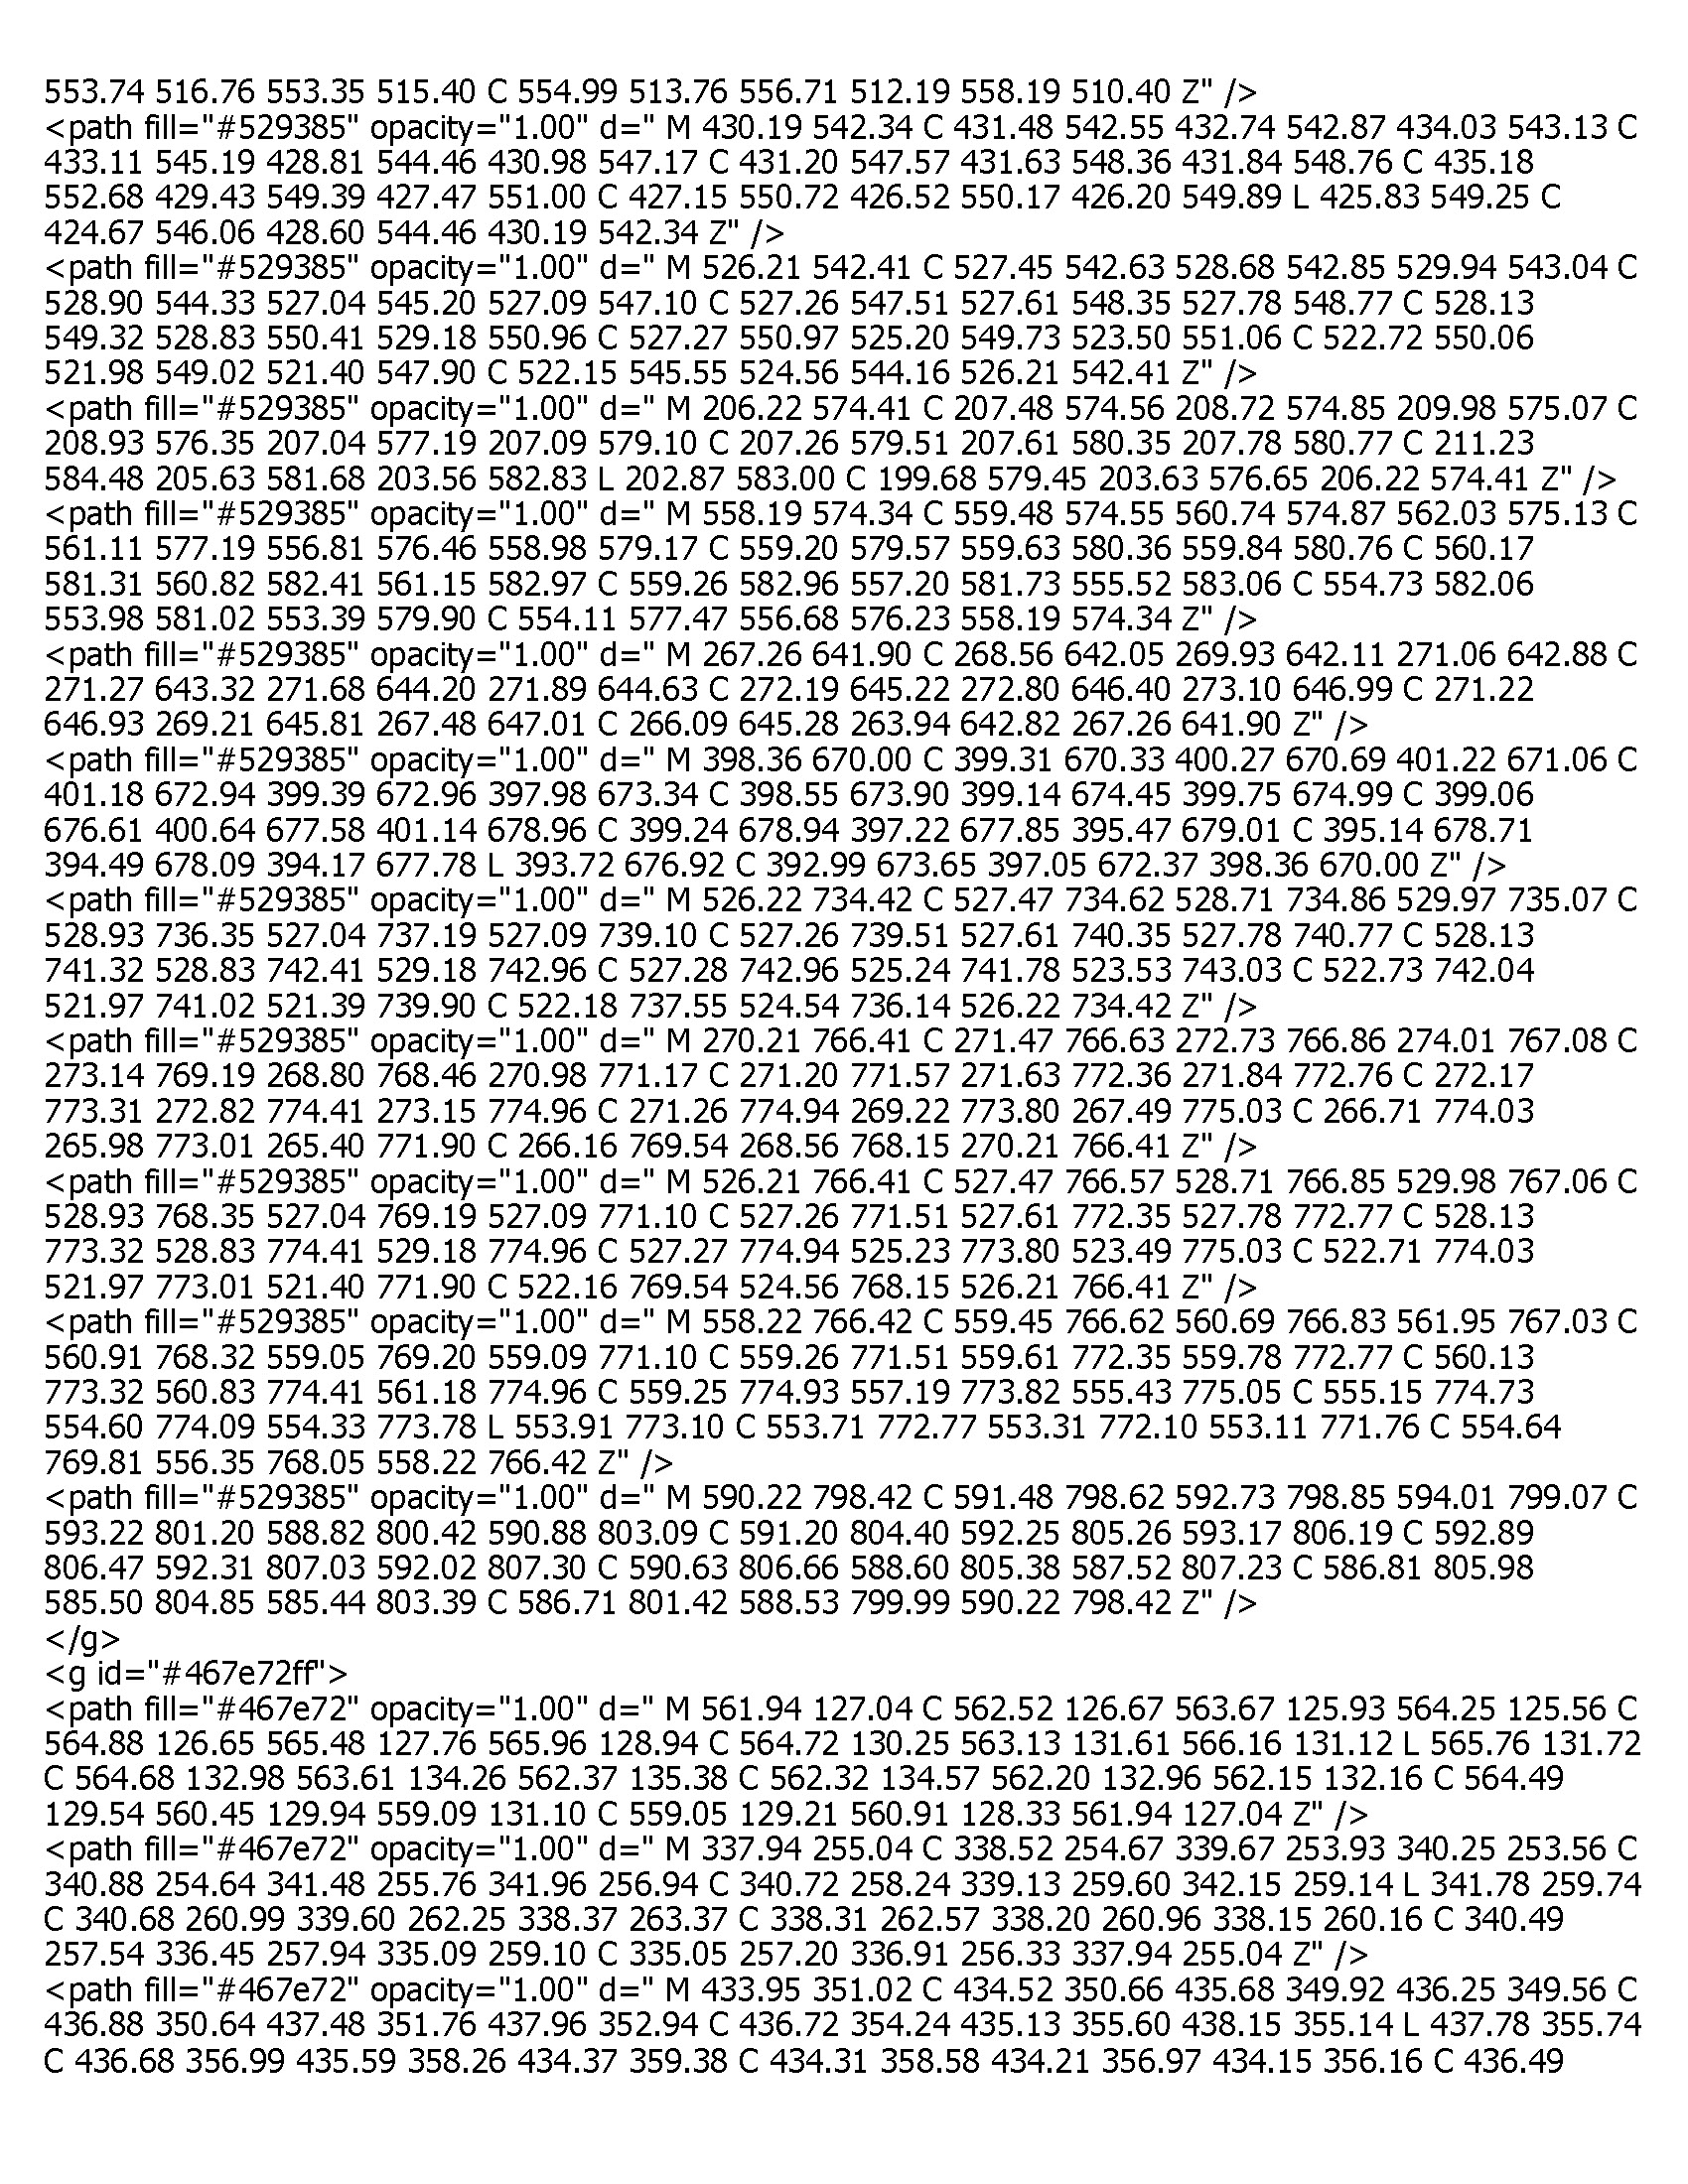 553.74 516.76 553.35 515.40 C 554.99 513.76 556.71 512.19 558.19 510.40 Z" />
<path fill="#529385" opacity="1.00" d=" M 430.19 542.34 C 431.48 542.55 432.74 542.87 434.03 543.13 C
433.11 545.19 428.81 544.46 430.98 547.17 C 431.20 547.57 431.63 548.36 431.84 548.76 C 435.18
552.68 429.43 549.39 427.47 551.00 C 427.15 550.72 426.52 550.17 426.20 549.89 L 425.83 549.25 C
424.67 546.06 428.60 544.46 430.19 542.34 Z" />
<path fill="#529385" opacity="1.00" d=" M 526.21 542.41 C 527.45 542.63 528.68 542.85 529.94 543.04 C
528.90 544.33 527.04 545.20 527.09 547.10 C 527.26 547.51 527.61 548.35 527.78 548.77 C 528.13
549.32 528.83 550.41 529.18 550.96 C 527.27 550.97 525.20 549.73 523.50 551.06 C 522.72 550.06
521.98 549.02 521.40 547.90 C 522.15 545.55 524.56 544.16 526.21 542.41 Z" />
<path fill="#529385" opacity="1.00" d=" M 206.22 574.41 C 207.48 574.56 208.72 574.85 209.98 575.07 C
208.93 576.35 207.04 577.19 207.09 579.10 C 207.26 579.51 207.61 580.35 207.78 580.77 C 211.23
584.48 205.63 581.68 203.56 582.83 L 202.87 583.00 C 199.68 579.45 203.63 576.65 206.22 574.41 Z" />
<path fill="#529385" opacity="1.00" d=" M 558.19 574.34 C 559.48 574.55 560.74 574.87 562.03 575.13 C
561.11 577.19 556.81 576.46 558.98 579.17 C 559.20 579.57 559.63 580.36 559.84 580.76 C 560.17
581.31 560.82 582.41 561.15 582.97 C 559.26 582.96 557.20 581.73 555.52 583.06 C 554.73 582.06
553.98 581.02 553.39 579.90 C 554.11 577.47 556.68 576.23 558.19 574.34 Z" />
<path fill="#529385" opacity="1.00" d=" M 267.26 641.90 C 268.56 642.05 269.93 642.11 271.06 642.88 C
271.27 643.32 271.68 644.20 271.89 644.63 C 272.19 645.22 272.80 646.40 273.10 646.99 C 271.22
646.93 269.21 645.81 267.48 647.01 C 266.09 645.28 263.94 642.82 267.26 641.90 Z" />
<path fill="#529385" opacity="1.00" d=" M 398.36 670.00 C 399.31 670.33 400.27 670.69 401.22 671.06 C
401.18 672.94 399.39 672.96 397.98 673.34 C 398.55 673.90 399.14 674.45 399.75 674.99 C 399.06
676.61 400.64 677.58 401.14 678.96 C 399.24 678.94 397.22 677.85 395.47 679.01 C 395.14 678.71
394.49 678.09 394.17 677.78 L 393.72 676.92 C 392.99 673.65 397.05 672.37 398.36 670.00 Z" />
<path fill="#529385" opacity="1.00" d=" M 526.22 734.42 C 527.47 734.62 528.71 734.86 529.97 735.07 C
528.93 736.35 527.04 737.19 527.09 739.10 C 527.26 739.51 527.61 740.35 527.78 740.77 C 528.13
741.32 528.83 742.41 529.18 742.96 C 527.28 742.96 525.24 741.78 523.53 743.03 C 522.73 742.04
521.97 741.02 521.39 739.90 C 522.18 737.55 524.54 736.14 526.22 734.42 Z" />
<path fill="#529385" opacity="1.00" d=" M 270.21 766.41 C 271.47 766.63 272.73 766.86 274.01 767.08 C
273.14 769.19 268.80 768.46 270.98 771.17 C 271.20 771.57 271.63 772.36 271.84 772.76 C 272.17
773.31 272.82 774.41 273.15 774.96 C 271.26 774.94 269.22 773.80 267.49 775.03 C 266.71 774.03
265.98 773.01 265.40 771.90 C 266.16 769.54 268.56 768.15 270.21 766.41 Z" />
<path fill="#529385" opacity="1.00" d=" M 526.21 766.41 C 527.47 766.57 528.71 766.85 529.98 767.06 C
528.93 768.35 527.04 769.19 527.09 771.10 C 527.26 771.51 527.61 772.35 527.78 772.77 C 528.13
773.32 528.83 774.41 529.18 774.96 C 527.27 774.94 525.23 773.80 523.49 775.03 C 522.71 774.03
521.97 773.01 521.40 771.90 C 522.16 769.54 524.56 768.15 526.21 766.41 Z" />
<path fill="#529385" opacity="1.00" d=" M 558.22 766.42 C 559.45 766.62 560.69 766.83 561.95 767.03 C
560.91 768.32 559.05 769.20 559.09 771.10 C 559.26 771.51 559.61 772.35 559.78 772.77 C 560.13
773.32 560.83 774.41 561.18 774.96 C 559.25 774.93 557.19 773.82 555.43 775.05 C 555.15 774.73
554.60 774.09 554.33 773.78 L 553.91 773.10 C 553.71 772.77 553.31 772.10 553.11 771.76 C 554.64
769.81 556.35 768.05 558.22 766.42 Z" />
<path fill="#529385" opacity="1.00" d=" M 590.22 798.42 C 591.48 798.62 592.73 798.85 594.01 799.07 C
593.22 801.20 588.82 800.42 590.88 803.09 C 591.20 804.40 592.25 805.26 593.17 806.19 C 592.89
806.47 592.31 807.03 592.02 807.30 C 590.63 806.66 588.60 805.38 587.52 807.23 C 586.81 805.98
585.50 804.85 585.44 803.39 C 586.71 801.42 588.53 799.99 590.22 798.42 Z" />
</g>
<g id="#467e72ff">
<path fill="#467e72" opacity="1.00" d=" M 561.94 127.04 C 562.52 126.67 563.67 125.93 564.25 125.56 C
564.88 126.65 565.48 127.76 565.96 128.94 C 564.72 130.25 563.13 131.61 566.16 131.12 L 565.76 131.72
C 564.68 132.98 563.61 134.26 562.37 135.38 C 562.32 134.57 562.20 132.96 562.15 132.16 C 564.49
129.54 560.45 129.94 559.09 131.10 C 559.05 129.21 560.91 128.33 561.94 127.04 Z" />
<path fill="#467e72" opacity="1.00" d=" M 337.94 255.04 C 338.52 254.67 339.67 253.93 340.25 253.56 C
340.88 254.64 341.48 255.76 341.96 256.94 C 340.72 258.24 339.13 259.60 342.15 259.14 L 341.78 259.74
C 340.68 260.99 339.60 262.25 338.37 263.37 C 338.31 262.57 338.20 260.96 338.15 260.16 C 340.49
257.54 336.45 257.94 335.09 259.10 C 335.05 257.20 336.91 256.33 337.94 255.04 Z" />
<path fill="#467e72" opacity="1.00" d=" M 433.95 351.02 C 434.52 350.66 435.68 349.92 436.25 349.56 C
436.88 350.64 437.48 351.76 437.96 352.94 C 436.72 354.24 435.13 355.60 438.15 355.14 L 437.78 355.74
C 436.68 356.99 435.59 358.26 434.37 359.38 C 434.31 358.58 434.21 356.97 434.15 356.16 C 436.49